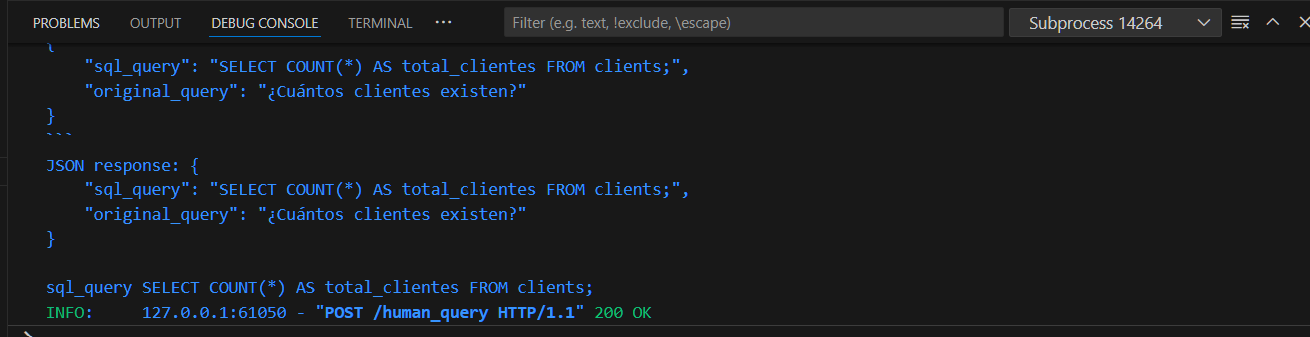 PROBLEMS OUTPUT DEBUG CONSOLE TERMINAL ··· Filter (e.g. text, !exclude, \escape) Subprocess 14264
{
    "sql_query": "SELECT COUNT(*) AS total_clientes FROM clients;",
    "original_query": "¿Cuántos clientes existen?"
}
```
JSON response: {
    "sql_query": "SELECT COUNT(*) AS total_clientes FROM clients;",
    "original_query": "¿Cuántos clientes existen?"
}
sql_query SELECT COUNT(*) AS total_clientes FROM clients;
INFO:     127.0.0.1:61050 - "POST /human_query HTTP/1.1" 200 OK